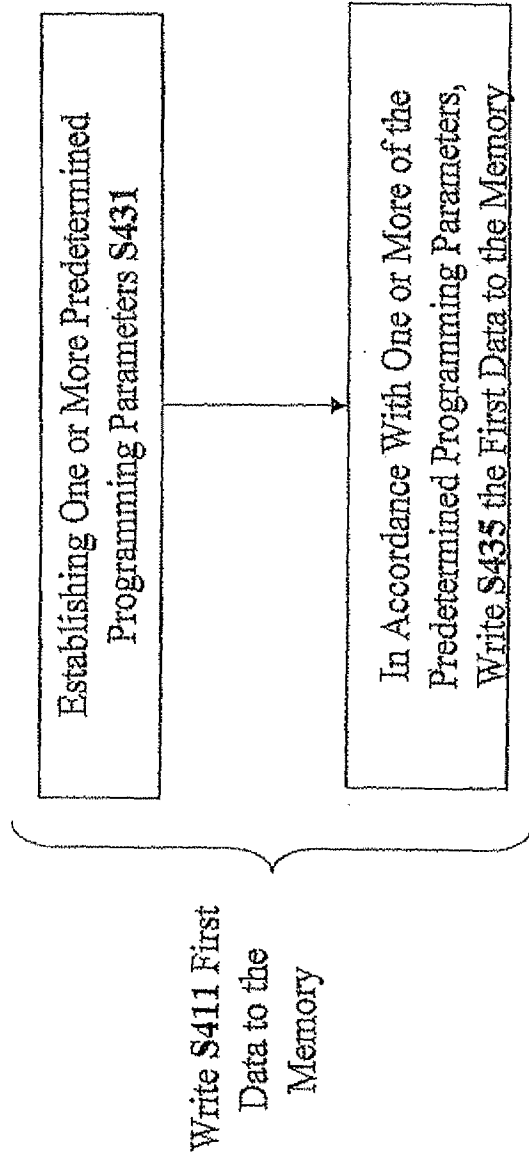 Write S411 First
Data to the
Memory
Establishing One or More Predetermined
Programming Parameters S431
In Accordance With One or More of the
Predetermined Programming Parameters,
Write S435 the First Data to the Memory